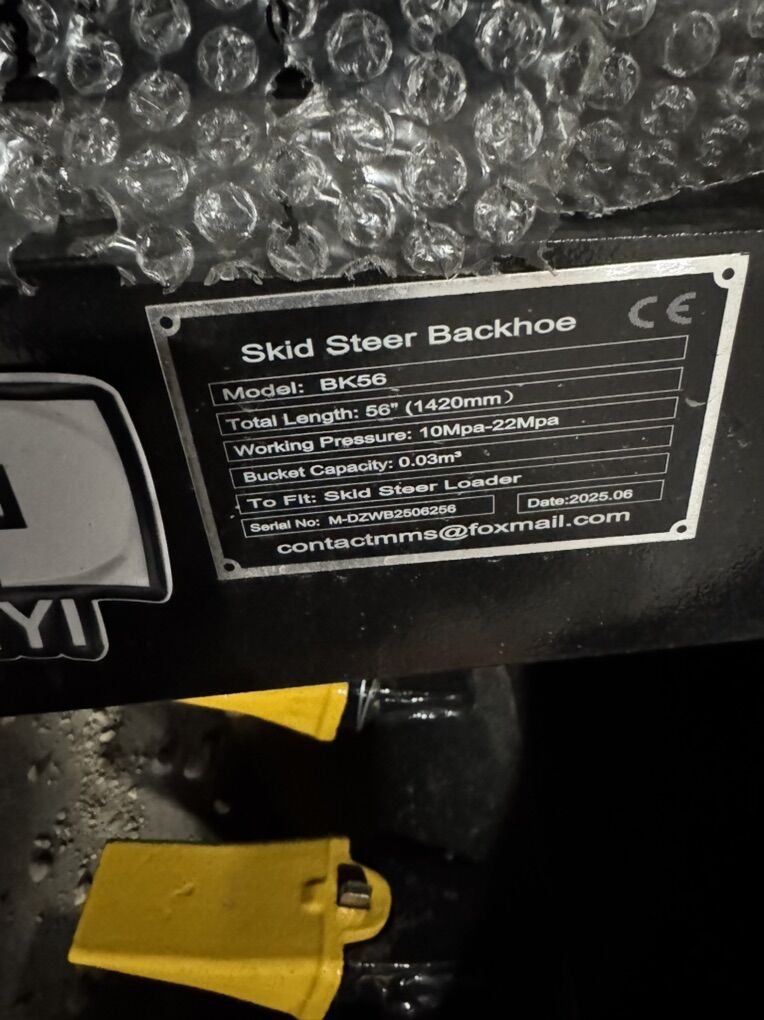 Skid Steer Backhoe CE
Model: BK56
Total Length: 56" (1420mm）
Working Pressure: 10Mpa-22Mpa
Bucket Capacity: 0.03m³
To Fit: Skid Steer Loader
Serial No: M-DZWB2506256 Date:2025.06
contactmms@foxmail.com
YI